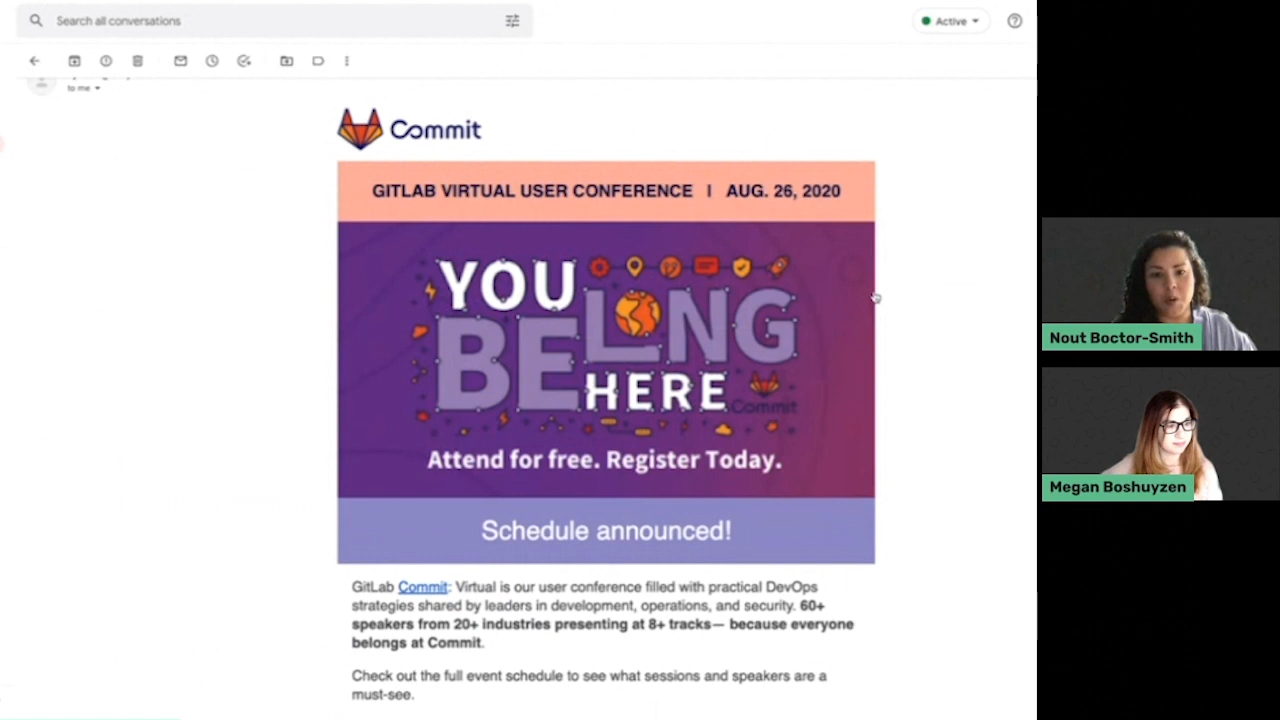 Search all conversations
Active
to me
Commit
GITLAB VIRTUAL USER CONFERENCE | AUG. 26, 2020
YOU
BELONG
HERE
Commit
Attend for free. Register Today.
Schedule announced!
GitLab Commit: Virtual is our user conference filled with practical DevOps
strategies shared by leaders in development, operations, and security. 60+
speakers from 20+ industries presenting at 8+ tracks— because everyone
belongs at Commit.
Check out the full event schedule to see what sessions and speakers are a
must-see.
Nout Boctor-Smith
Megan Boshuyzen